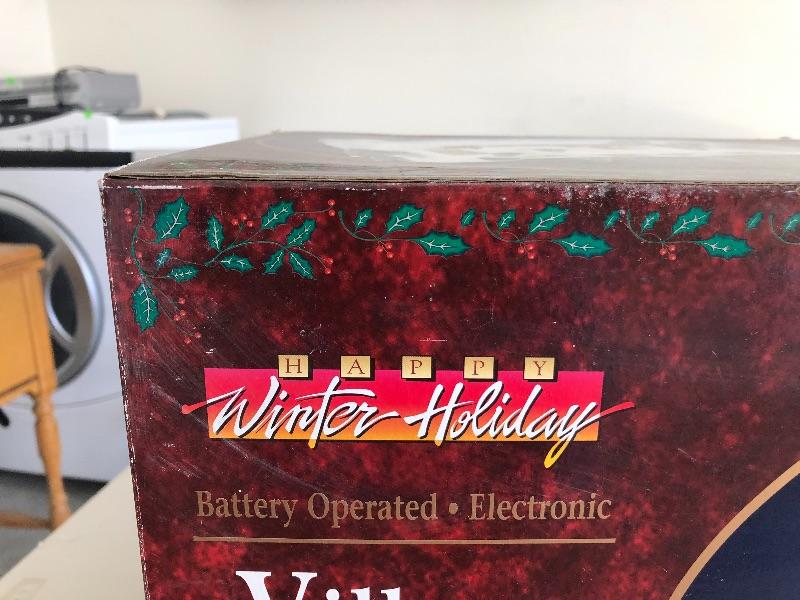 HAPPY
Winter Holiday
Battery Operated • Electronic